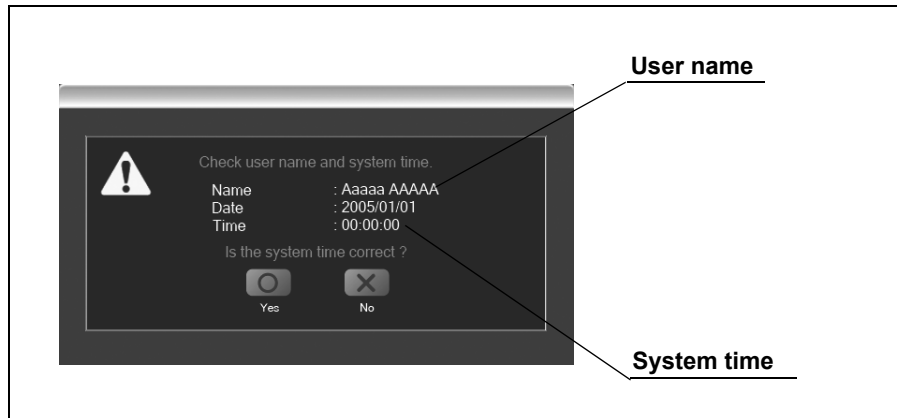 User name
Check user name and system time.
Name : Aaaaa AAAAA
Date : 2005/01/01
Time : 00:00:00
Is the system time correct ?
Yes No
System time